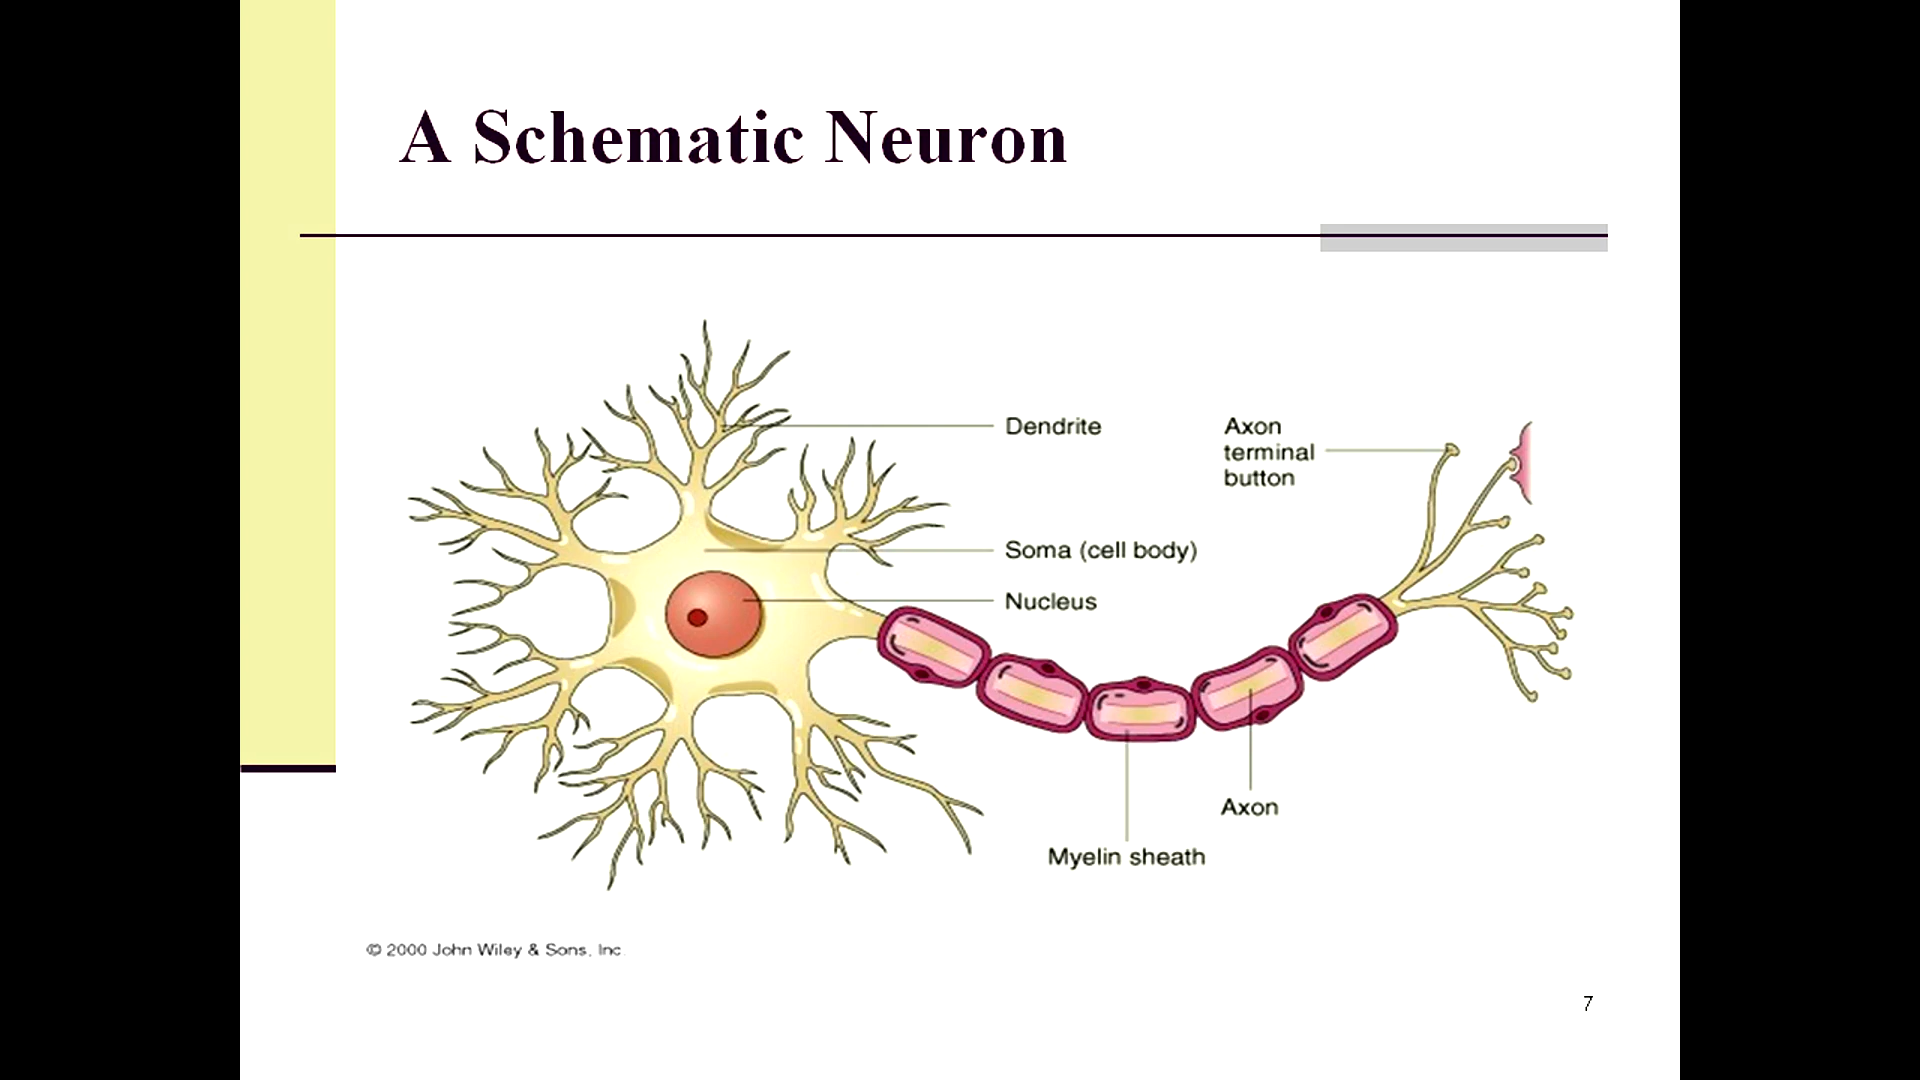 A Schematic Neuron
Dendrite
Axon
terminal
button
Soma (cell body)
Nucleus
Axon
Myelin sheath
© 2000 John Wiley & Sons, Inc.
7